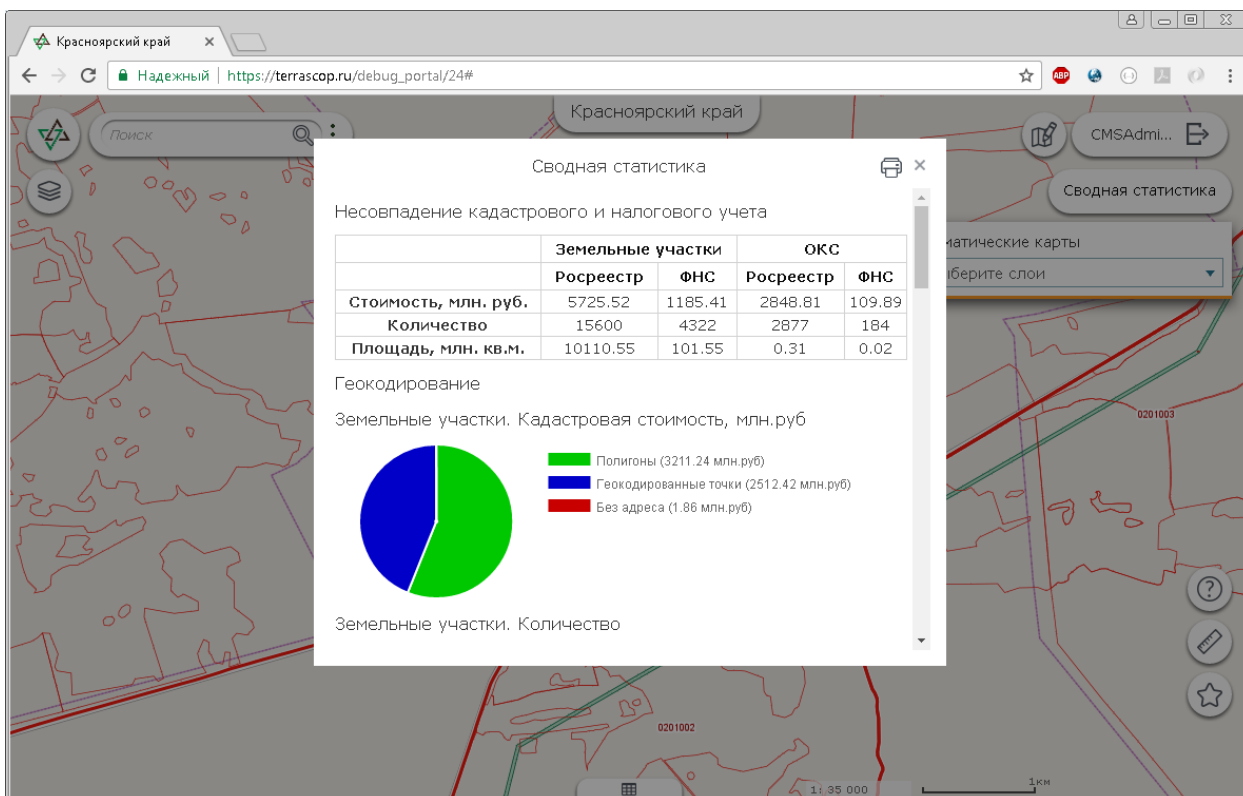 Красноярский край
Надежный https://terrascop.ru/debug_portal/24#
ABP
Красноярский край
Поиск
CMSAdmi...
Сводная статистика
матические карты
берите слои
Сводная статистика
Несовпадение кадастрового и налогового учета
Земельные участки ОКС
Росреестр ФНС Росреестр ФНС
Стоимость, млн. руб. 5725.52 1185.41 2848.81 109.89
Количество 15600 4322 2877 184
Площадь, млн. кв.м. 10110.55 101.55 0.31 0.02
Геокодирование
Земельные участки. Кадастровая стоимость, млн.руб
Полигоны (3211.24 млн.руб)
Геокодированные точки (2512.42 млн.руб)
Без адреса (1.86 млн.руб)
Земельные участки. Количество
0201003
0201002
1: 35 000
1км